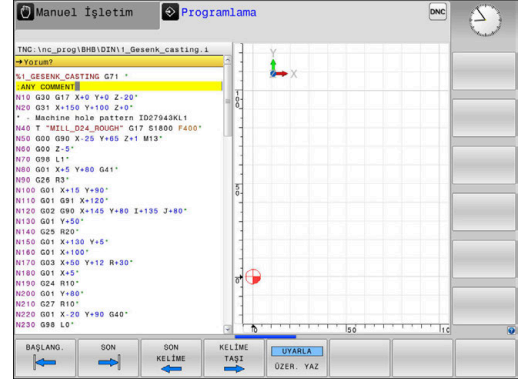 Manuel İşletim
Programlama
DNC
TNC:\nc_prog\BHB\DIN\1_Gesenk_casting.i
→Yorum?
%1_GESENK_CASTING G71 *
;ANY COMMENT
N10 G30 G17 X+0 Y+0 Z-20*
N20 G31 X+150 Y+100 Z+0*
* - Machine hole pattern ID27943KL1
N40 T "MILL_D24_ROUGH" G17 S1800 F400*
N50 G00 G90 X-25 Y+65 Z+1 M13*
N60 G00 Z-5*
N70 G98 L1*
N80 G01 X+5 Y+80 G41*
N90 G26 R3*
N100 G01 X+15 Y+90*
N110 G01 G91 X+120*
N120 G02 G90 X+145 Y+80 I+135 J+80*
N130 G01 Y+50*
N140 G25 R20*
N150 G01 X+130 Y+5*
N160 G01 X+100*
N170 G03 X+50 Y+12 R+30*
N180 G01 X+5*
N190 G24 R10*
N200 G01 Y+80*
N210 G27 R10*
N220 G01 X-20 Y+90 G40*
N230 G98 L0*
Y
X
0
50
BAŞLANG.
SON
SON
KELİME
KELİME
TAŞI
UYARLA
ÜZER. YAZ